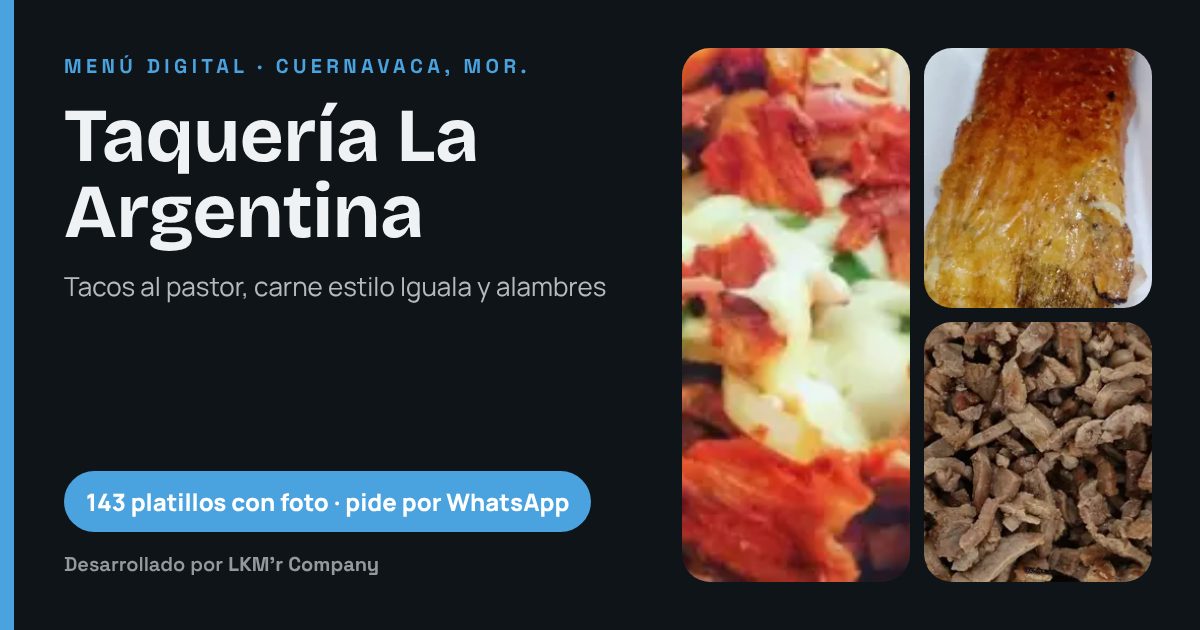 MENÚ DIGITAL · CUERNAVACA, MOR.
Taquería La
Argentina
Tacos al pastor, carne estilo Iguala y alambres
143 platillos con foto · pide por WhatsApp
Desarrollado por LKM’r Company